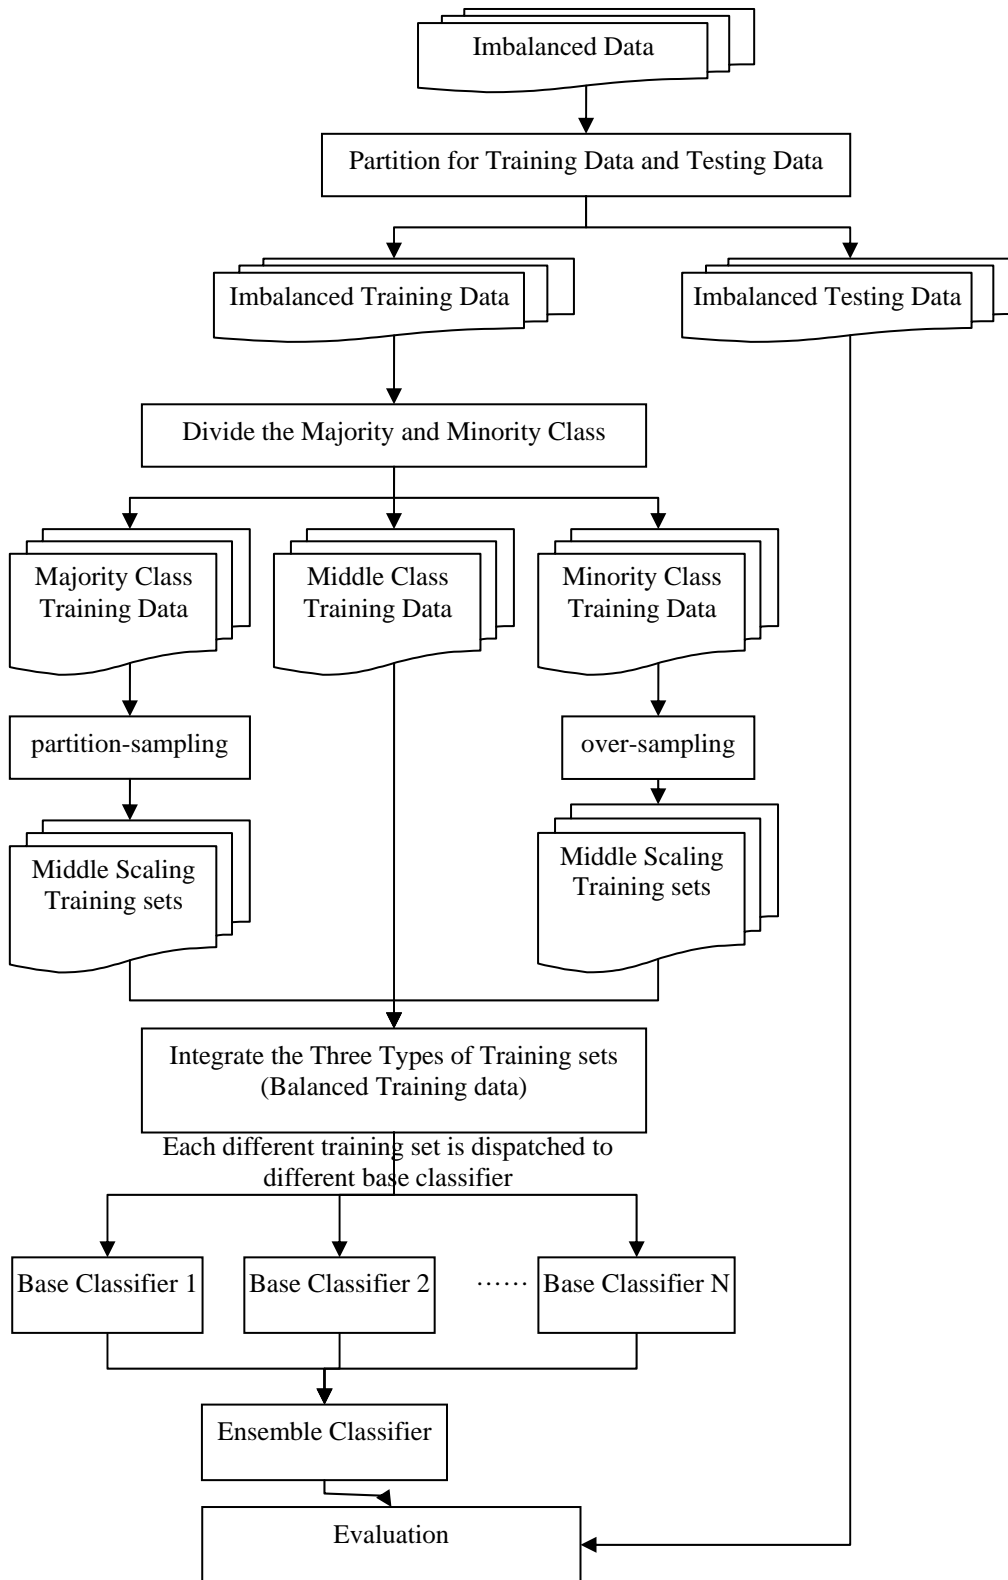 Imbalanced Data
Partition for Training Data and Testing Data
Imbalanced Training Data
Imbalanced Testing Data
Divide the Majority and Minority Class
Majority Class
Training Data
Middle Class
Training Data
Minority Class
Training Data
partition-sampling
over-sampling
Middle Scaling
Training sets
Middle Scaling
Training sets
Integrate the Three Types of Training sets
(Balanced Training data)
Each different training set is dispatched to
different base classifier
Base Classifier 1
Base Classifier 2
······
Base Classifier N
Ensemble Classifier
Evaluation